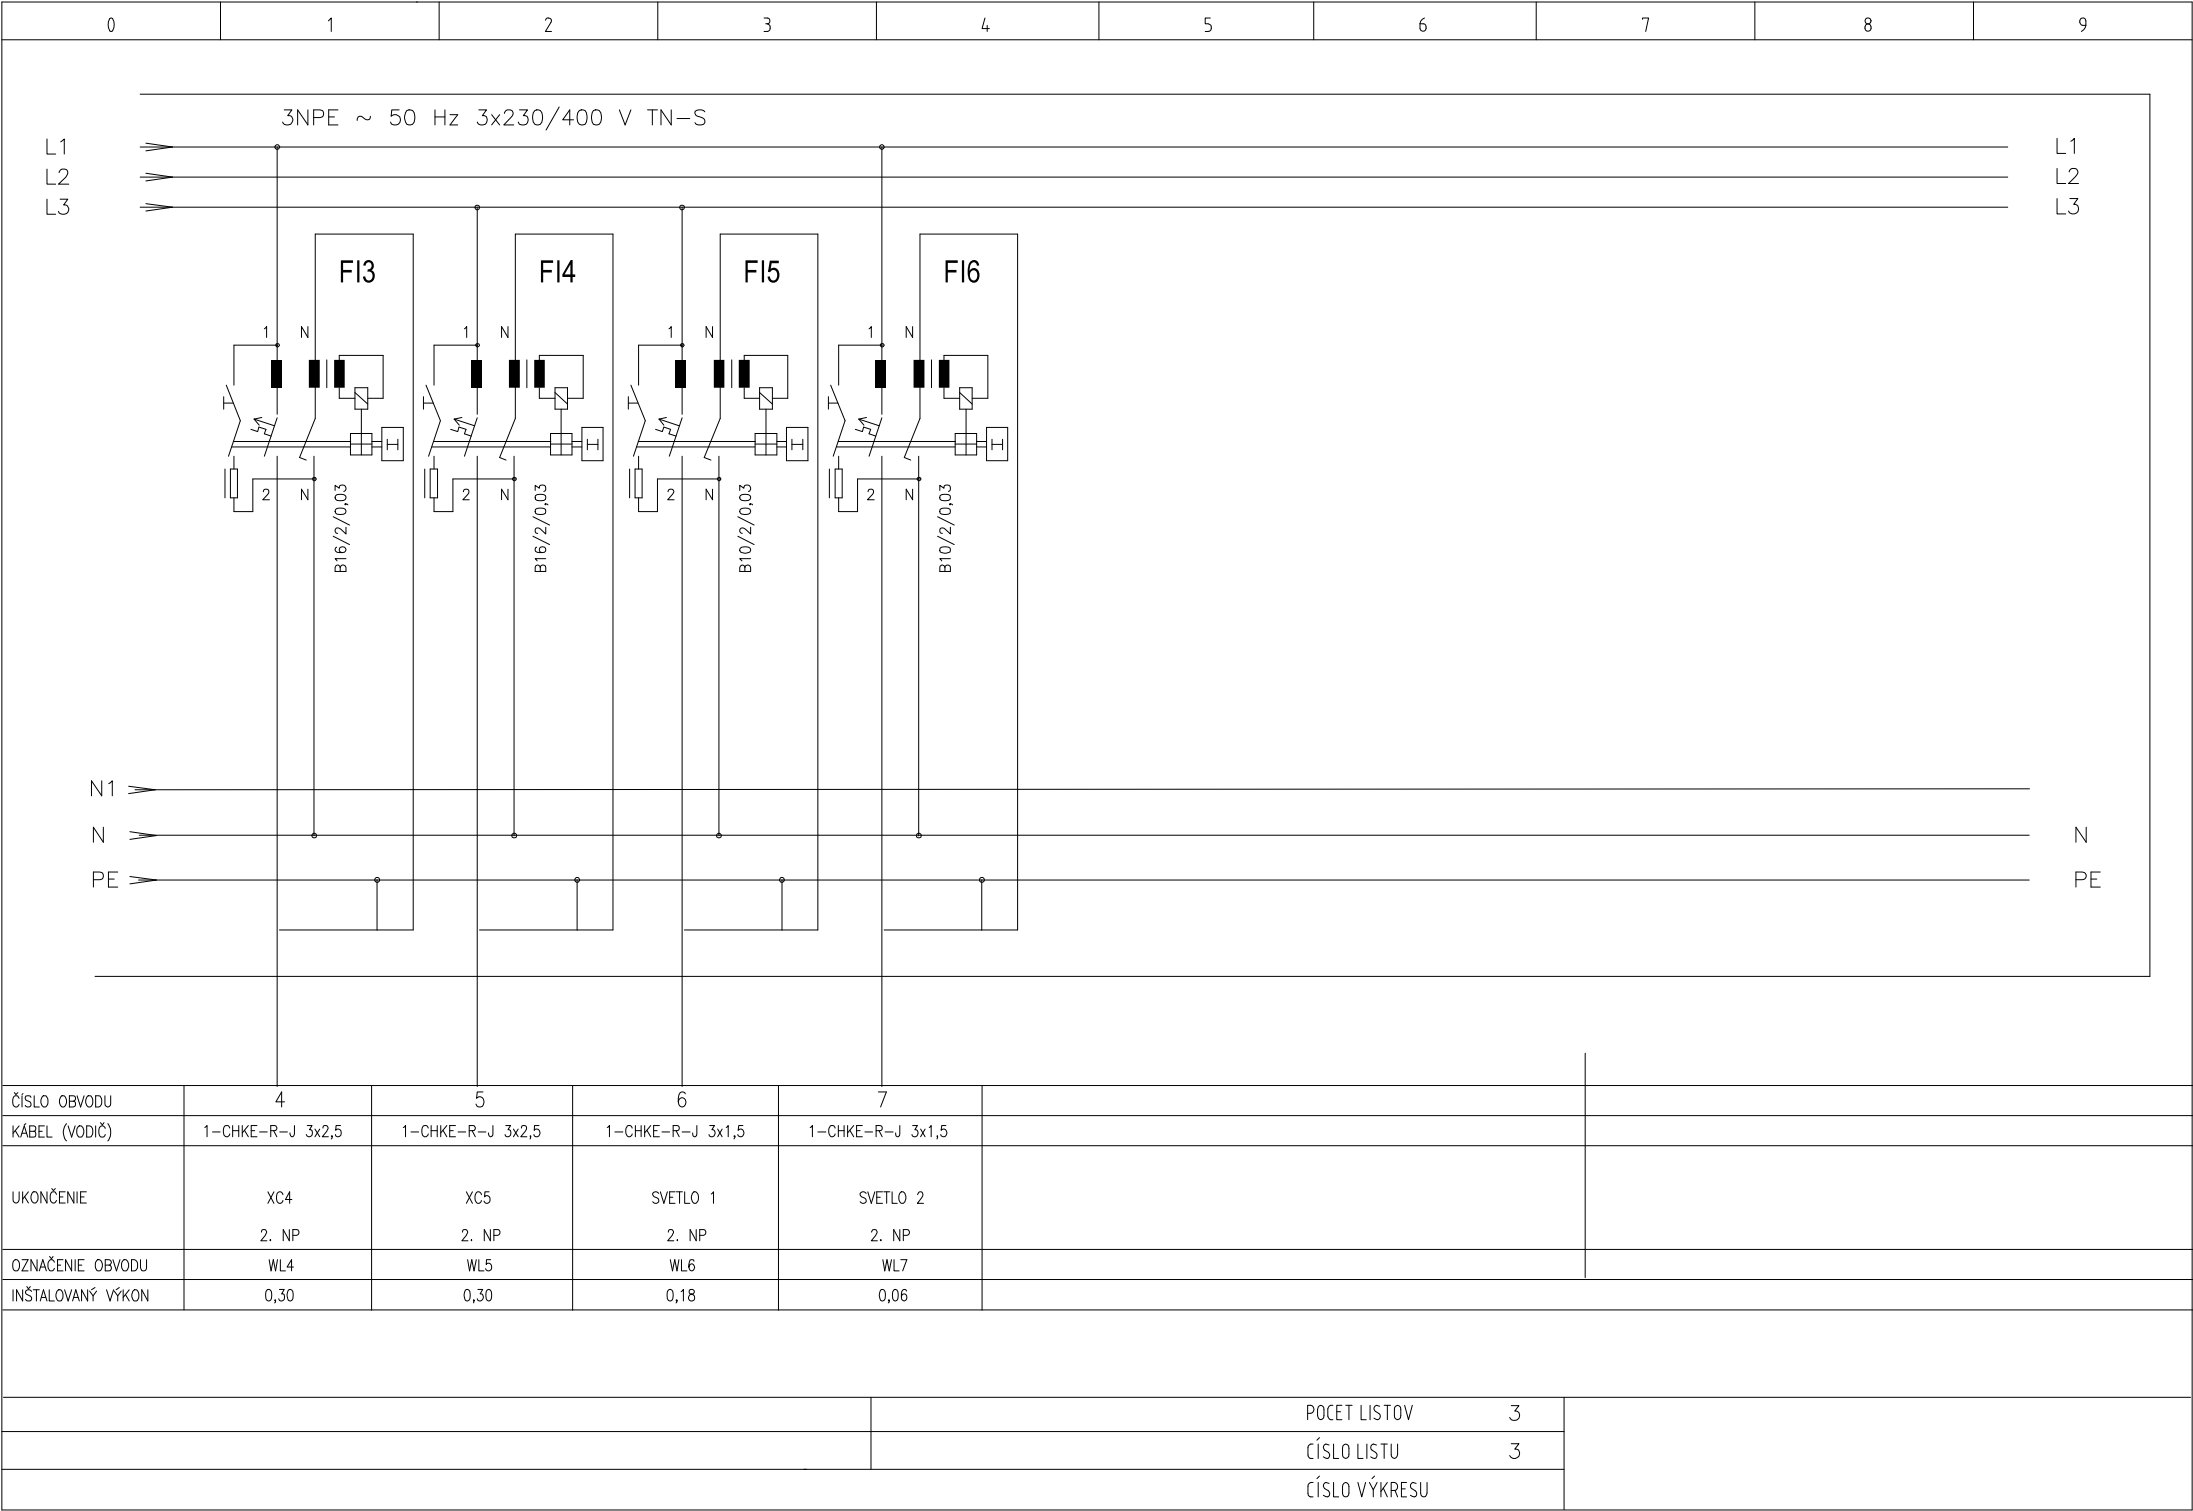 0 1 2 3 4 5 6 7 8 9
3NPE ~ 50 Hz 3x230/400 V TN-S
L1 L1
L2 L2
L3 L3
FI3 FI4 FI5 FI6
1 N 1 N 1 N 1 N
2 N 2 N 2 N 2 N
B16/2/0,03 B16/2/0,03 B10/2/0,03 B10/2/0,03
N1
N N
PE PE
ČÍSLO OBVODU 4 5 6 7
KÁBEL (VODIČ) 1-CHKE-R-J 3x2,5 1-CHKE-R-J 3x2,5 1-CHKE-R-J 3x1,5 1-CHKE-R-J 3x1,5
UKONČENIE XC4 XC5 SVETLO 1 SVETLO 2
2. NP 2. NP 2. NP 2. NP
OZNAČENIE OBVODU WL4 WL5 WL6 WL7
INŠTALOVANÝ VÝKON 0,30 0,30 0,18 0,06
POCET LISTOV 3
CÍSLO LISTU 3
CÍSLO VÝKRESU